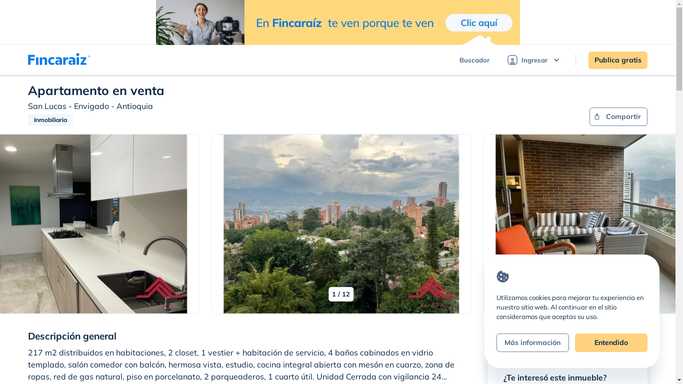 En Fincaraíz te ven porque te ven
Clic aquí
Fincaraíz
Buscador
Ingresar
Publica gratis
Apartamento en venta
San Lucas - Envigado - Antioquia
Inmobiliaria
Compartir
1 / 12
Utilizamos cookies para mejorar tu experiencia en
nuestro sitio web. Al continuar en el sitio
consideramos que aceptas su uso.
Más información
Entendido
Descripción general
217 m2 distribuidos en habitaciones, 2 closet, 1 vestier + habitación de servicio, 4 baños cabinados en vidrio
templado, salón comedor con balcón, hermosa vista, estudio, cocina integral abierta con mesón en cuarzo, zona de
ropas, red de gas natural, piso en porcelanato, 2 parqueaderos, 1 cuarto útil. Unidad Cerrada con vigilancia 24...
¿Te interesó este inmueble?